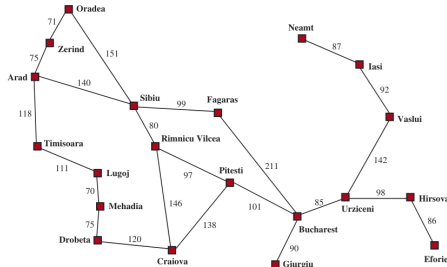 Oradea
Neamt
71
87
Zerind
151
Iasi
75
Arad
140
92
Sibiu
99
Fagaras
118
Vaslui
80
Timisoara
Rimnicu Vilcea
142
111
211
Lugoj
97
Pitesti
70
98
Hirsova
146
85
Mehadia
101
Urziceni
75
138
86
Bucharest
Drobeta
120
90
Craiova
Eforie
Giurgiu